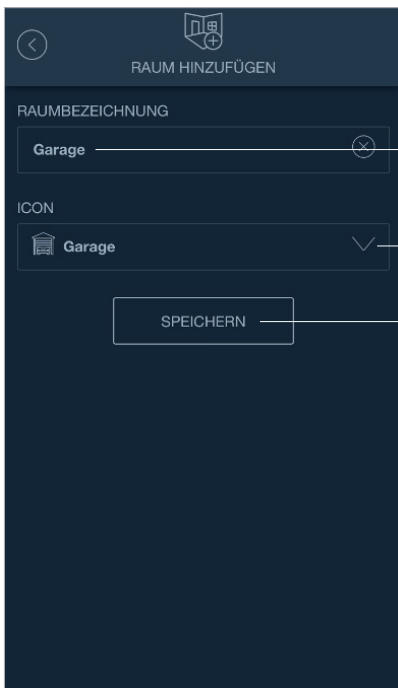 RAUM HINZUFÜGEN
RAUMBEZEICHNUNG
Garage
ICON
Garage
SPEICHERN